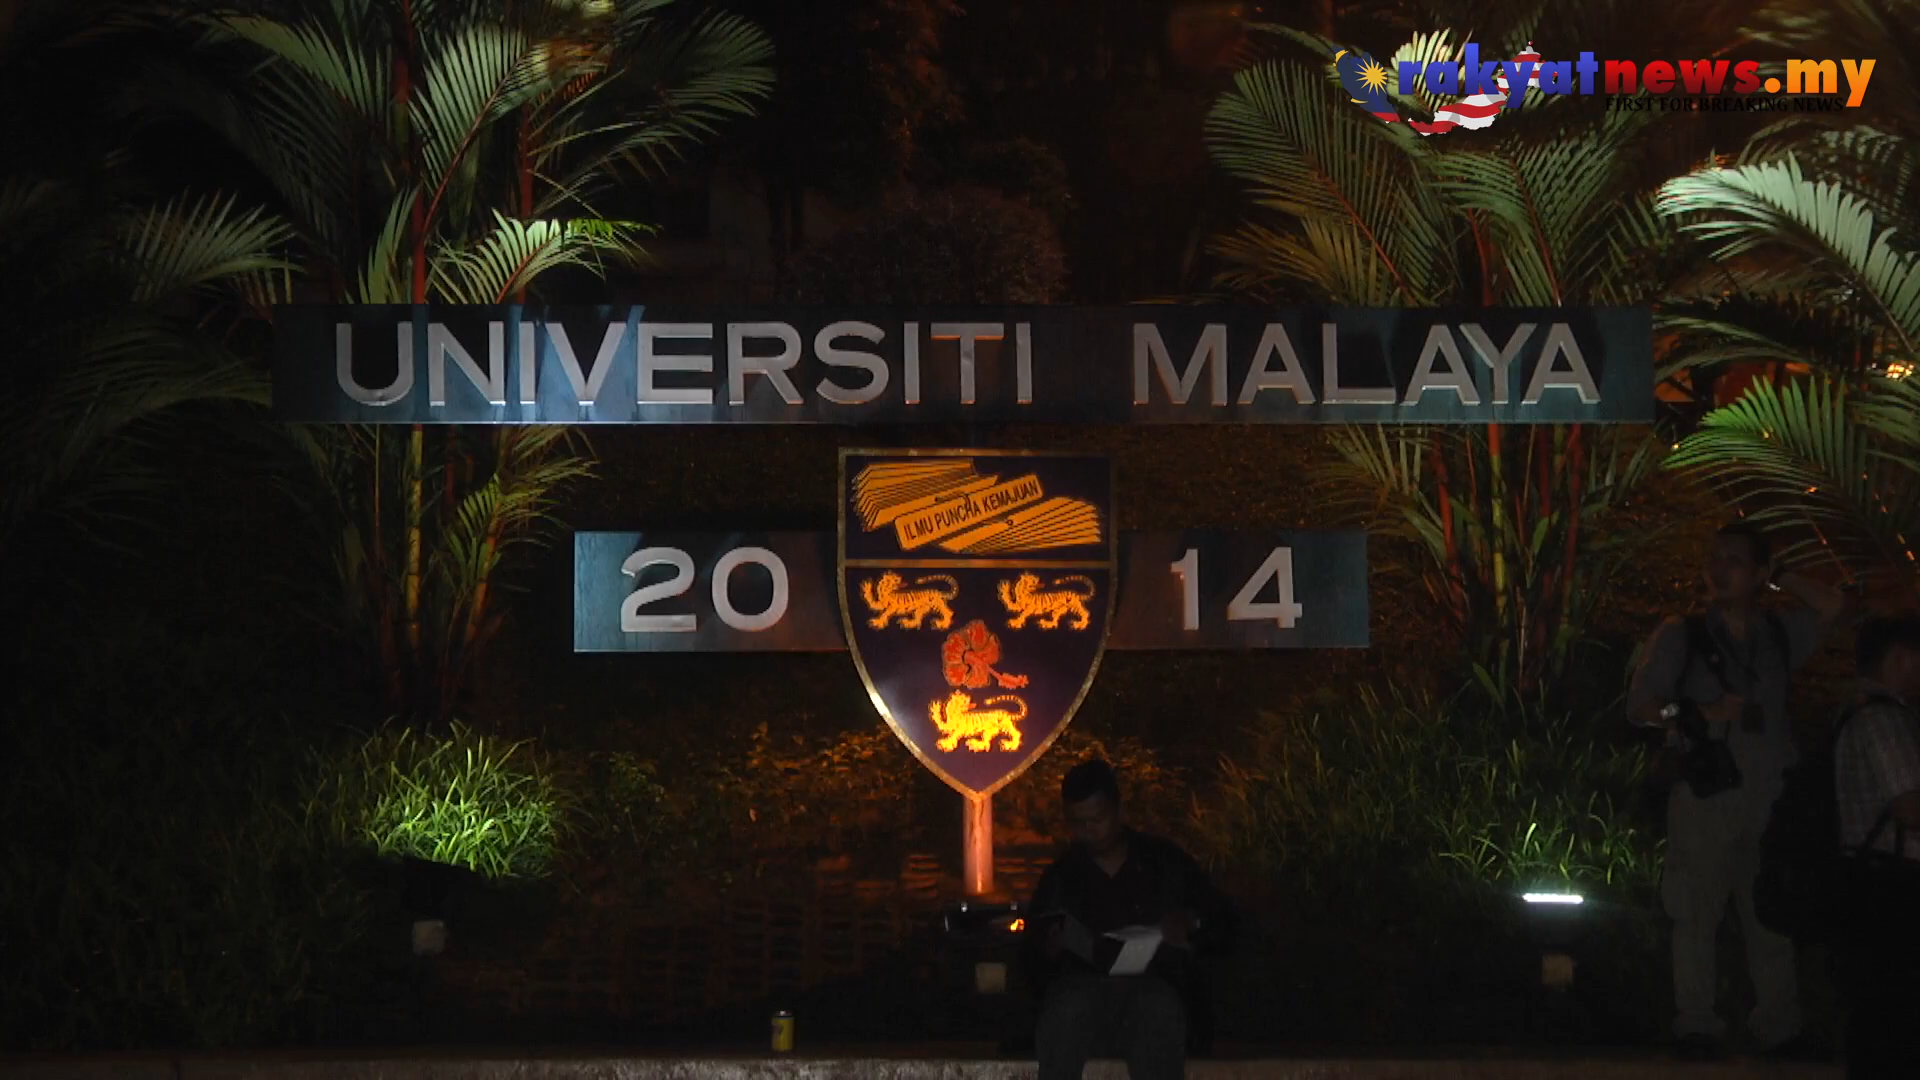 rakyatnews.my
FIRST FOR BREAKING NEWS
UNIVERSITI MALAYA
ILMU PUNCHA KEMAJUAN
20 14